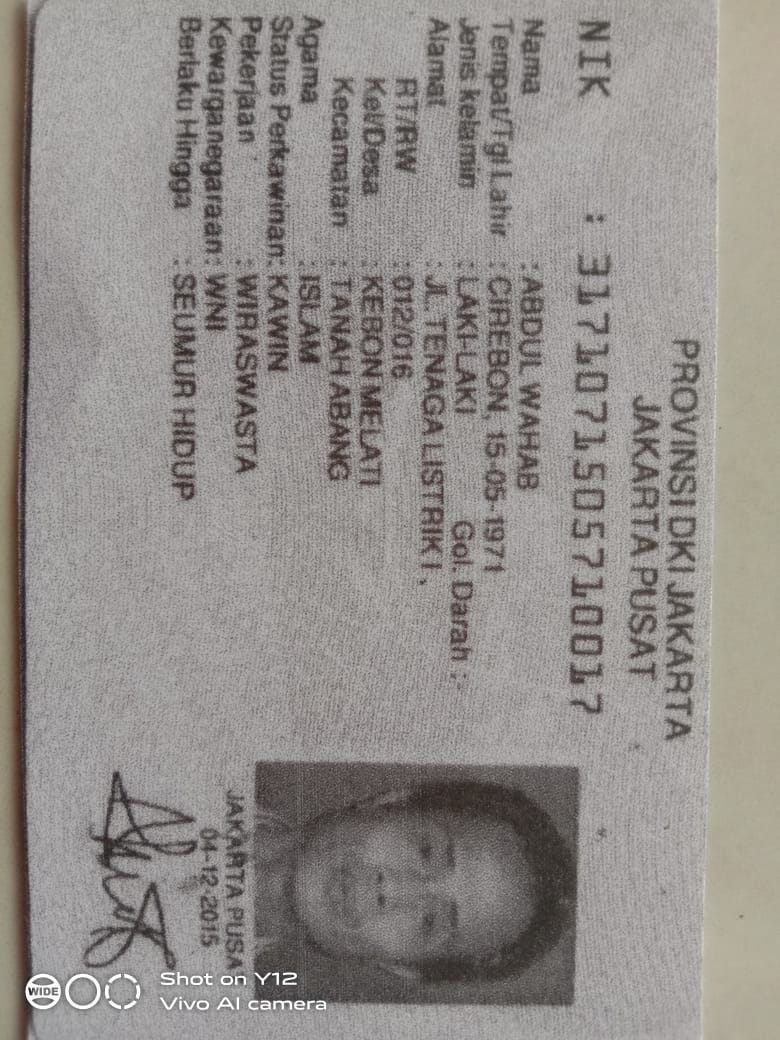 PROVINSI DKI JAKARTA
JAKARTA PUSAT
NIK : 3171071505710017
Nama : ABDUL WAHAB
Tempat/Tgl Lahir : CIREBON, 15-05-1971
Jenis kelamin : LAKI-LAKI Gol. Darah : -
Alamat : JL. TENAGA LISTRIK I .
RT/RW : 012/016
Kel/Desa : KEBON MELATI
Kecamatan : TANAH ABANG
Agama : ISLAM
Status Perkawinan: KAWIN
Pekerjaan : WIRASWASTA
Kewarganegaraan: WNI
Berlaku Hingga : SEUMUR HIDUP
JAKARTA PUSA
04-12-2015
WIDE
Shot on Y12
Vivo AI camera